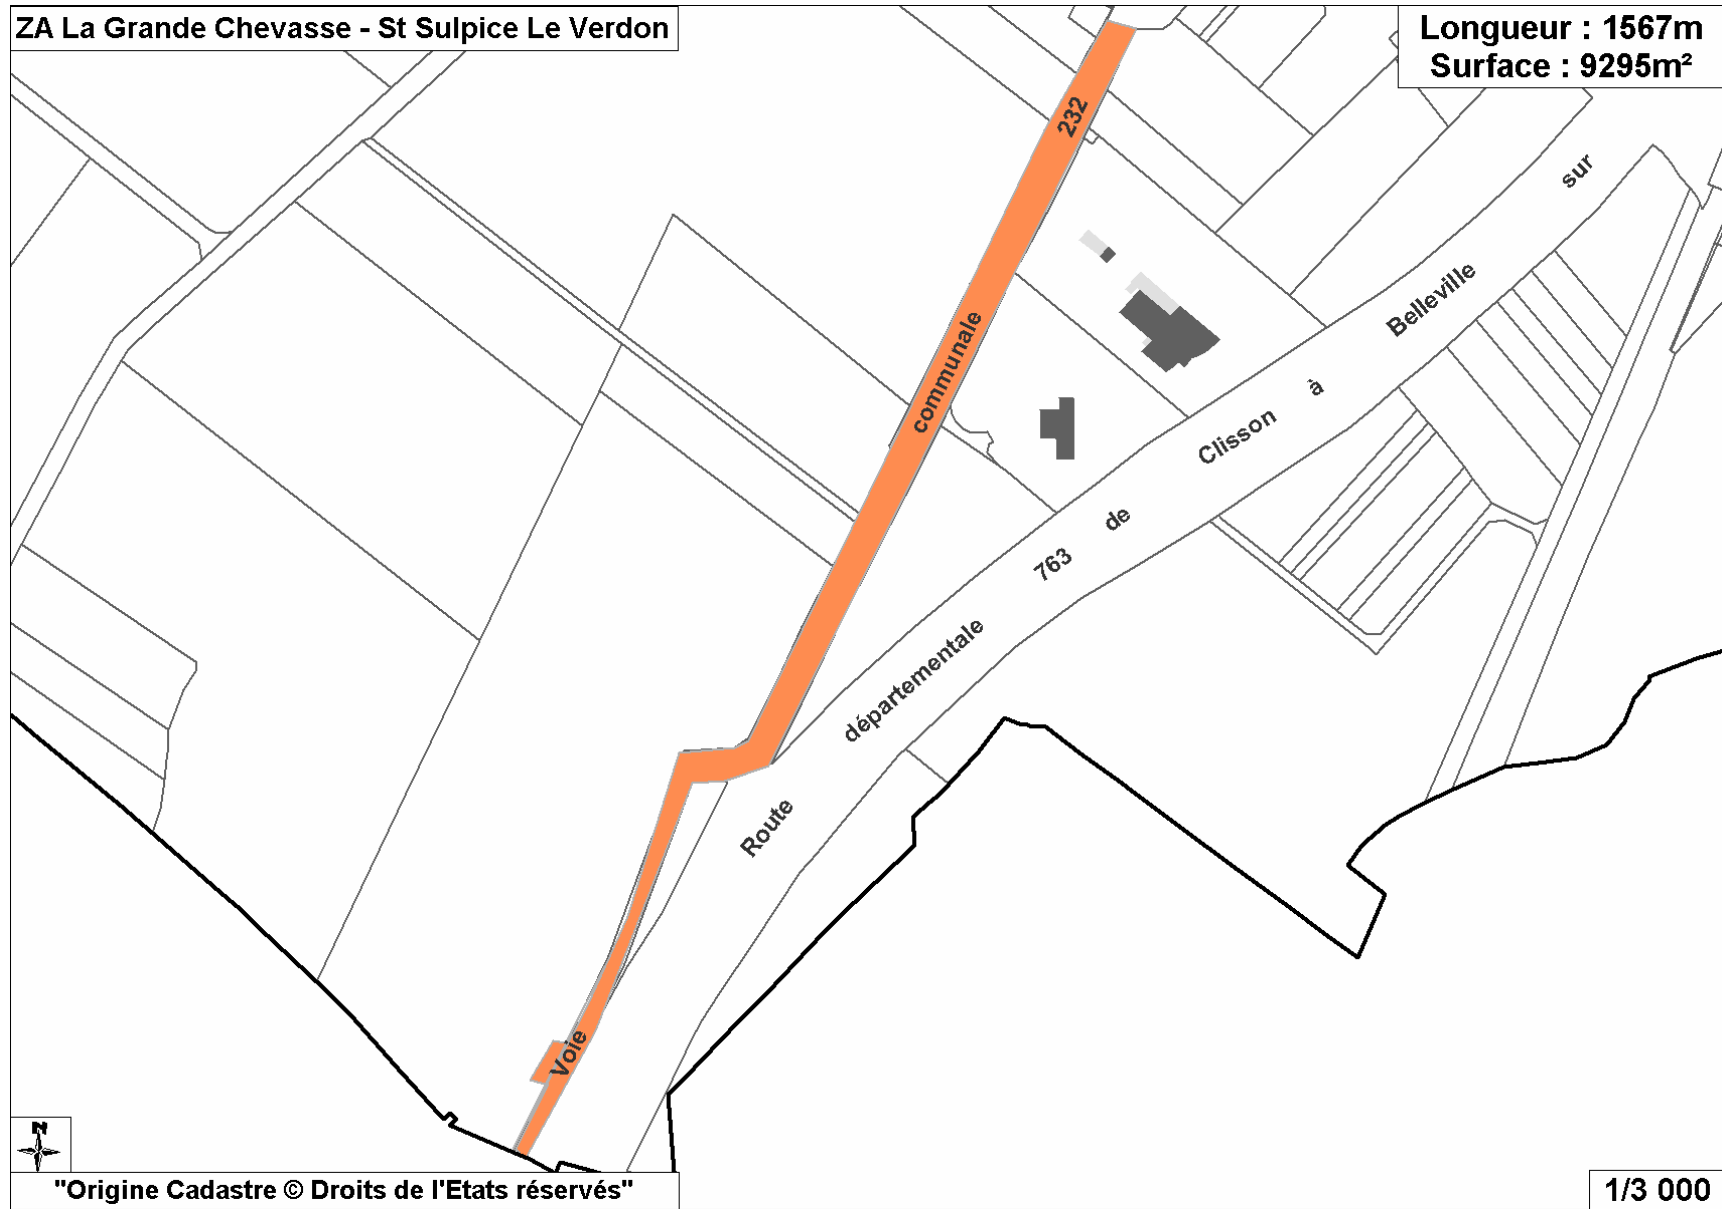 ZA La Grande Chevasse - St Sulpice Le Verdon
Longueur : 1567m
Surface : 9295m²
Voie communale 232
Route départementale 763 de Clisson à Belleville sur
N
"Origine Cadastre © Droits de l'Etats réservés"
1/3 000